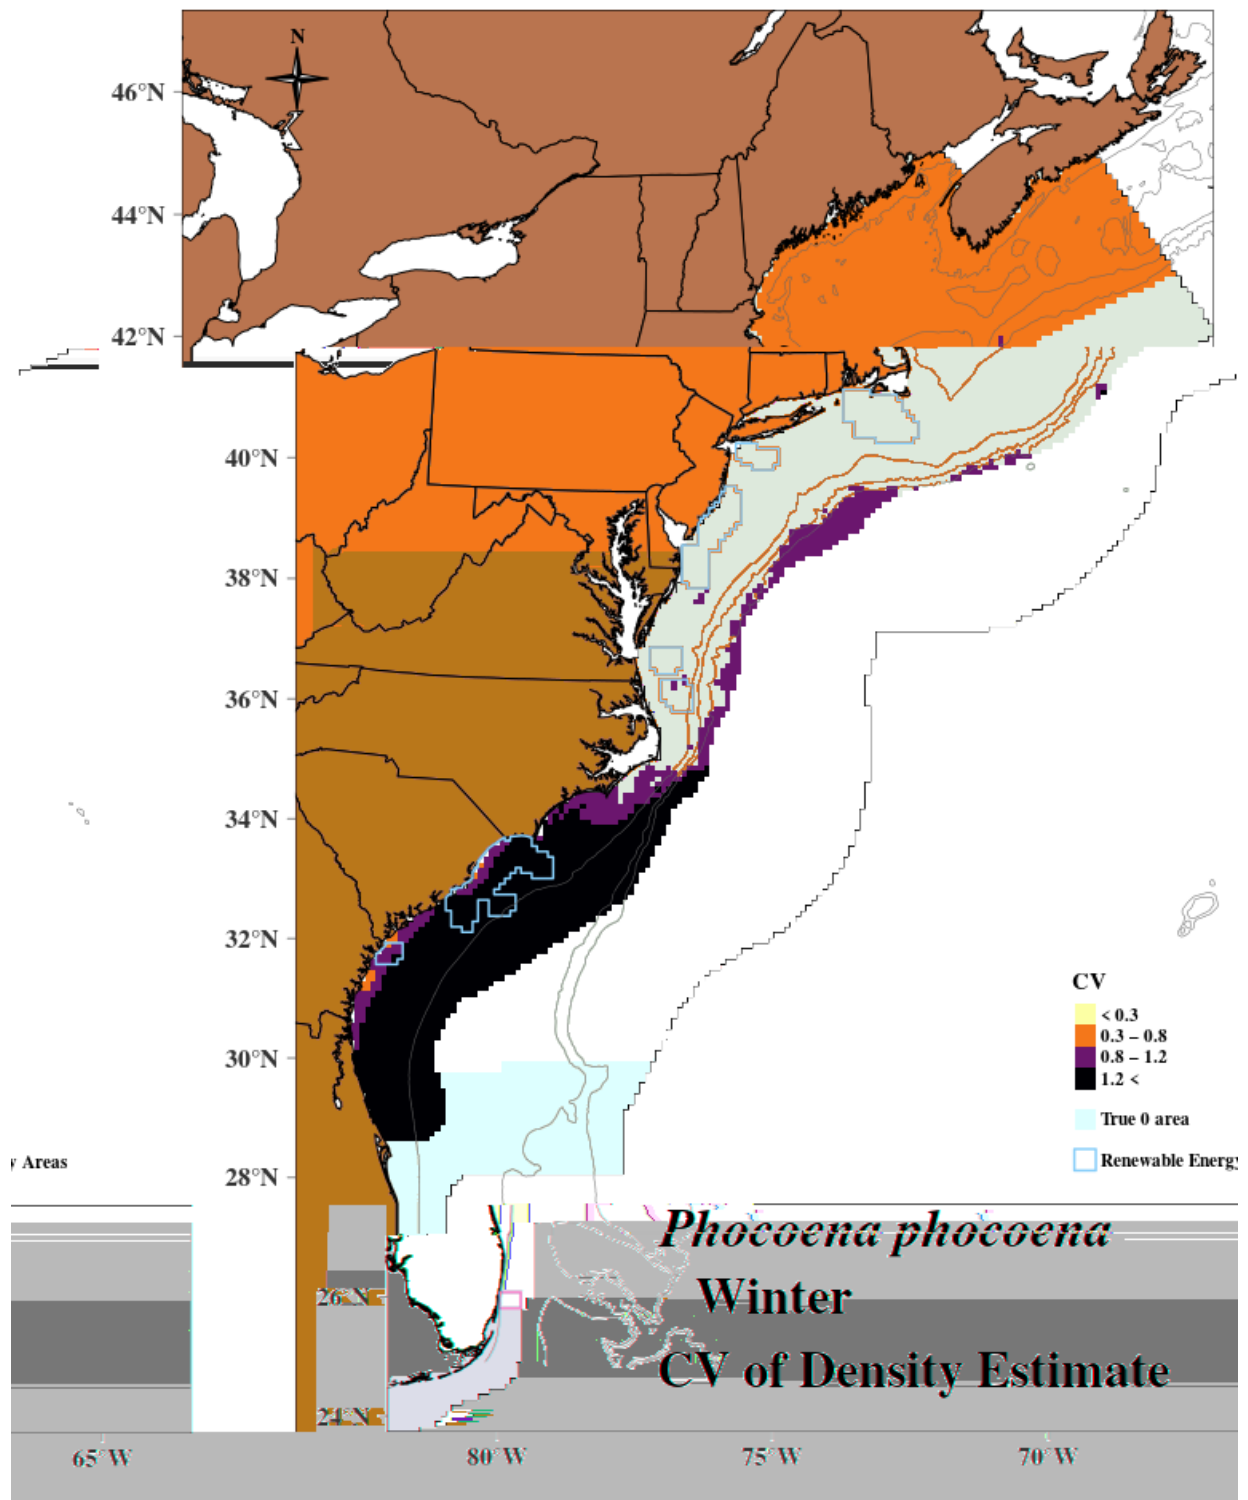 N
46°N
44°N
42°N
40°N
38°N
36°N
34°N
32°N
30°N
28°N
26°N
24°N
CV
< 0.3
0.3 – 0.8
0.8 – 1.2
1.2 <
True 0 area
Renewable Energy
y Areas
Phocoena phocoena
Winter
CV of Density Estimate
65°W
80°W
75°W
70°W